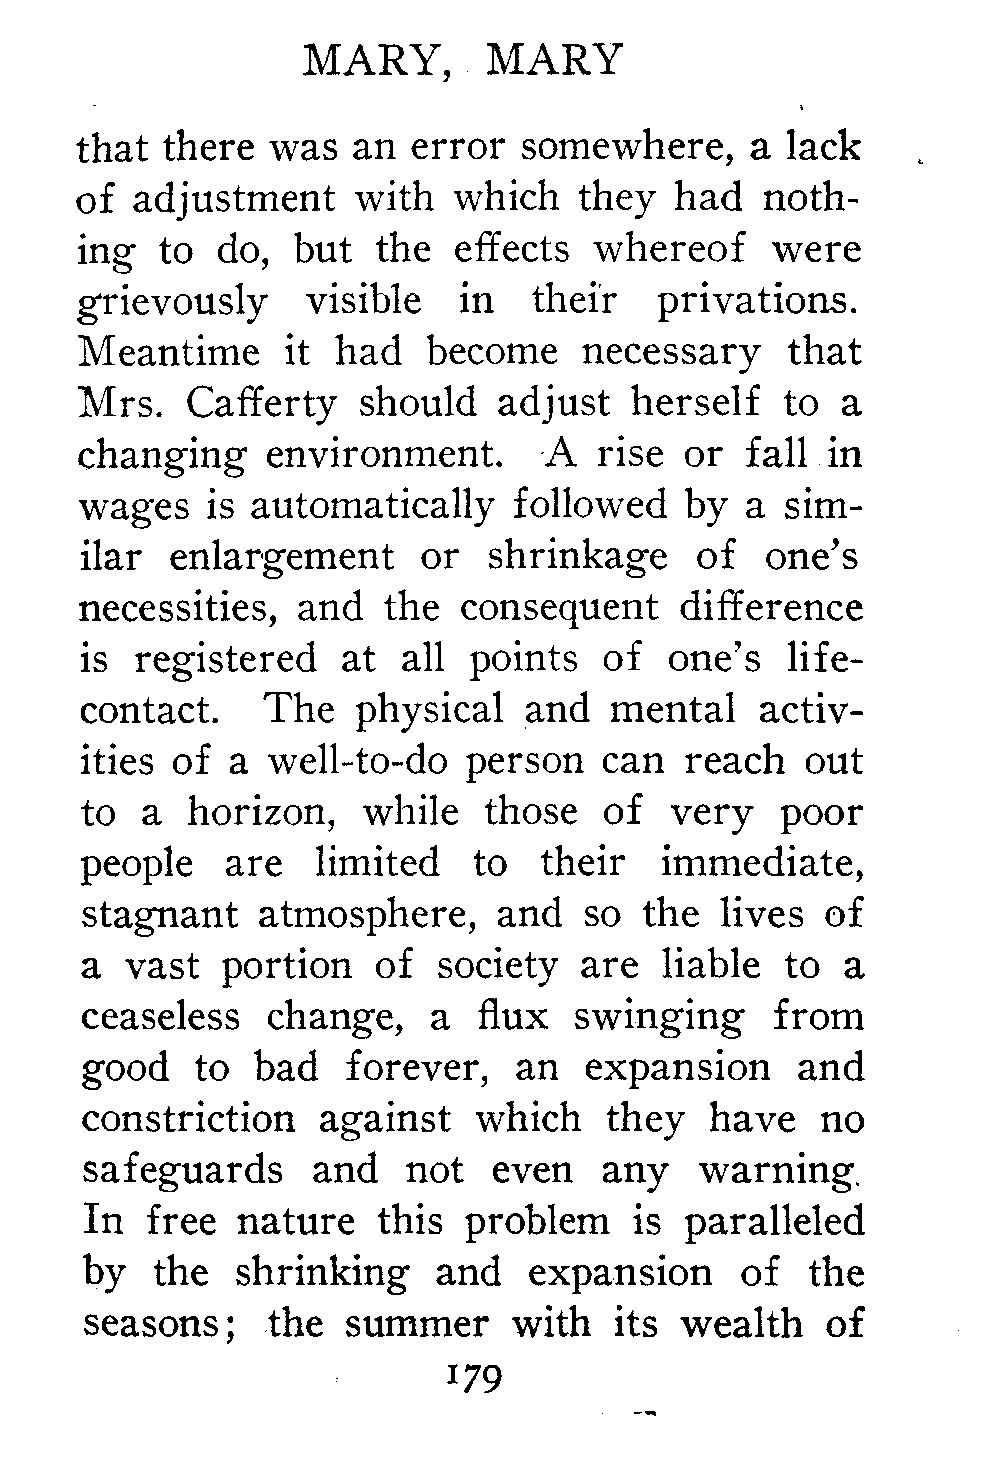 MARY, MARY
that there was an error somewhere, a lack
of adjustment with which they had noth-
ing to do, but the effects whereof were
grievously visible in their privations.
Meantime it had become necessary that
Mrs. Cafferty should adjust herself to a
changing environment. A rise or fall in
wages is automatically followed by a sim-
ilar enlargement or shrinkage of one's
necessities, and the consequent difference
is registered at all points of one's life-
contact. The physical and mental activ-
ities of a well-to-do person can reach out
to a horizon, while those of very poor
people are limited to their immediate,
stagnant atmosphere, and so the lives of
a vast portion of society are liable to a
ceaseless change, a flux swinging from
good to bad forever, an expansion and
constriction against which they have no
safeguards and not even any warning.
In free nature this problem is paralleled
by the shrinking and expansion of the
seasons; the summer with its wealth of
179